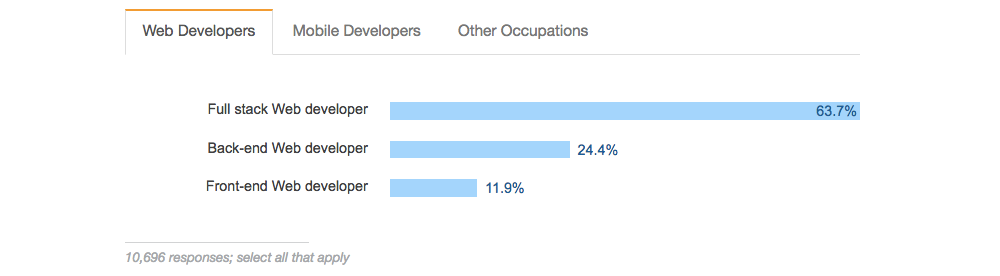 Web Developers Mobile Developers Other Occupations
Full stack Web developer 63.7%
Back-end Web developer 24.4%
Front-end Web developer 11.9%
10,696 responses; select all that apply